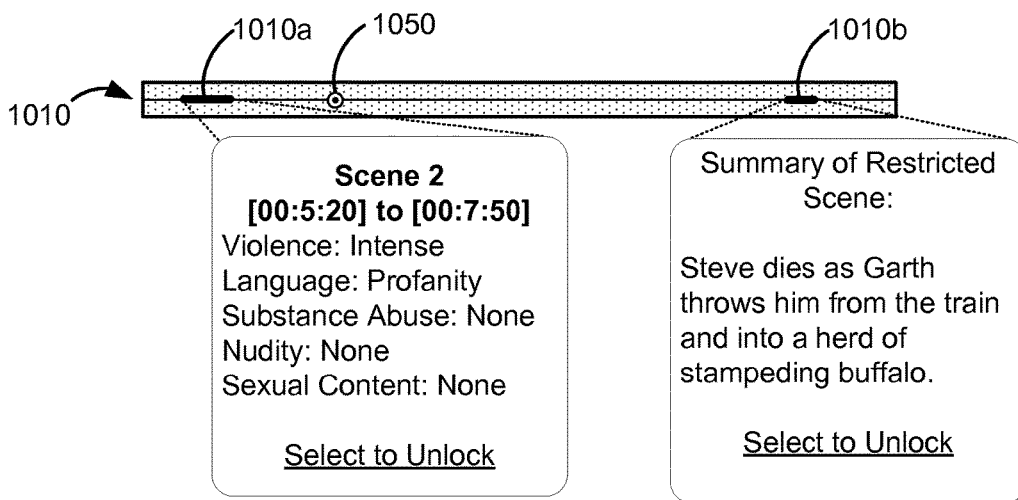 1010a
1050
1010b
1010
Scene 2
[00:5:20] to [00:7:50]
Violence: Intense
Language: Profanity
Substance Abuse: None
Nudity: None
Sexual Content: None
Select to Unlock
Summary of Restricted
Scene:
Steve dies as Garth
throws him from the train
and into a herd of
stampeding buffalo.
Select to Unlock